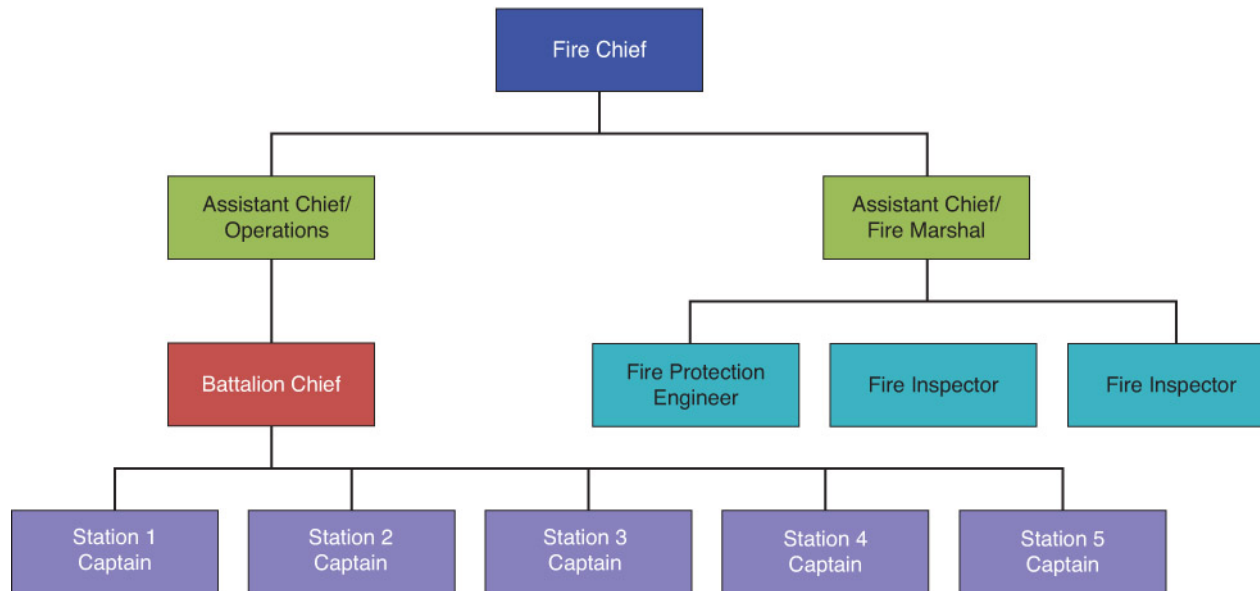 Fire Chief
Assistant Chief/
Operations
Assistant Chief/
Fire Marshal
Battalion Chief
Fire Protection
Engineer
Fire Inspector
Fire Inspector
Station 1
Captain
Station 2
Captain
Station 3
Captain
Station 4
Captain
Station 5
Captain